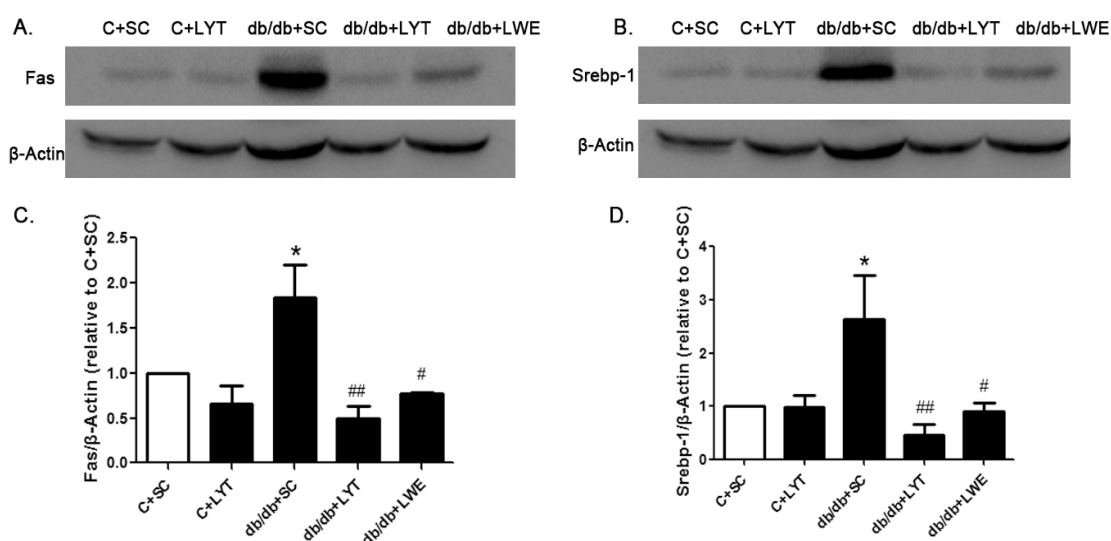 A.
C+SC C+LYT db/db+SC db/db+LYT db/db+LWE
Fas
β-Actin
B.
C+SC C+LYT db/db+SC db/db+LYT db/db+LWE
Srebp-1
β-Actin
C.
Fas/β-Actin (relative to C+SC)
2.5
2.0
1.5
1.0
0.5
0.0
*
##
#
C+SC
C+LYT
db/db+SC
db/db+LYT
db/db+LWE
D.
Srebp-1/β-Actin (relative to C+SC)
4
3
2
1
0
*
##
#
C+SC
C+LYT
db/db+SC
db/db+LYT
db/db+LWE